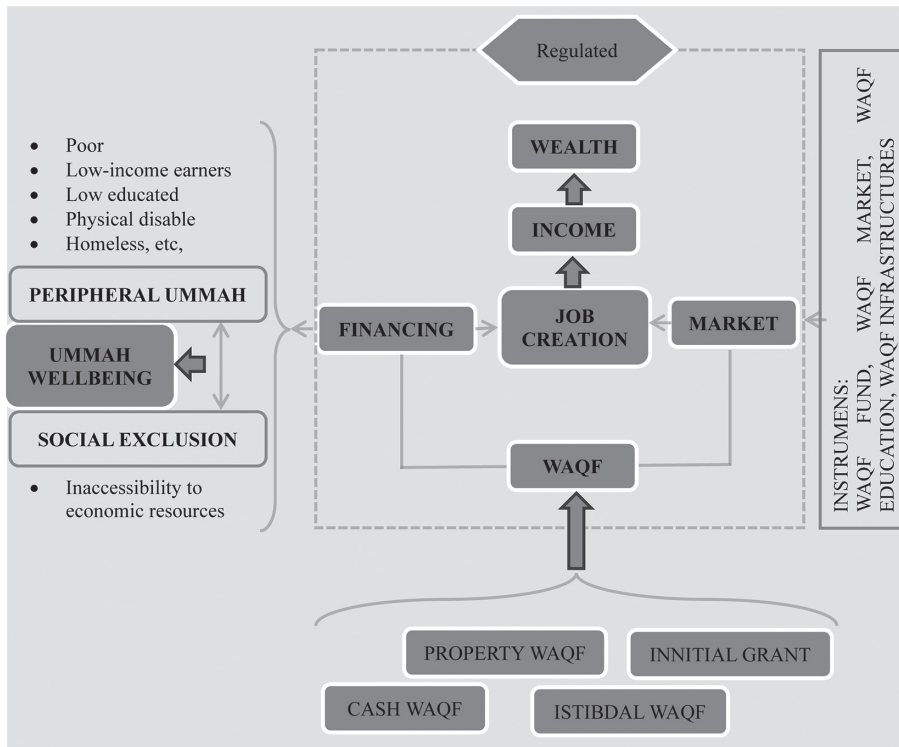 Regulated
WEALTH
INCOME
JOB
CREATION
FINANCING
MARKET
WAQF
• Poor
• Low-income earners
• Low educated
• Physical disable
• Homeless, etc,
PERIPHERAL UMMAH
UMMAH
WELLBEING
SOCIAL EXCLUSION
• Inaccessibility to
economic resources
INSTRUMENS:
WAQF FUND, WAQF MARKET, WAQF
EDUCATION, WAQF INFRASTRUCTURES
PROPERTY WAQF
INNITIAL GRANT
CASH WAQF
ISTIBDAL WAQF